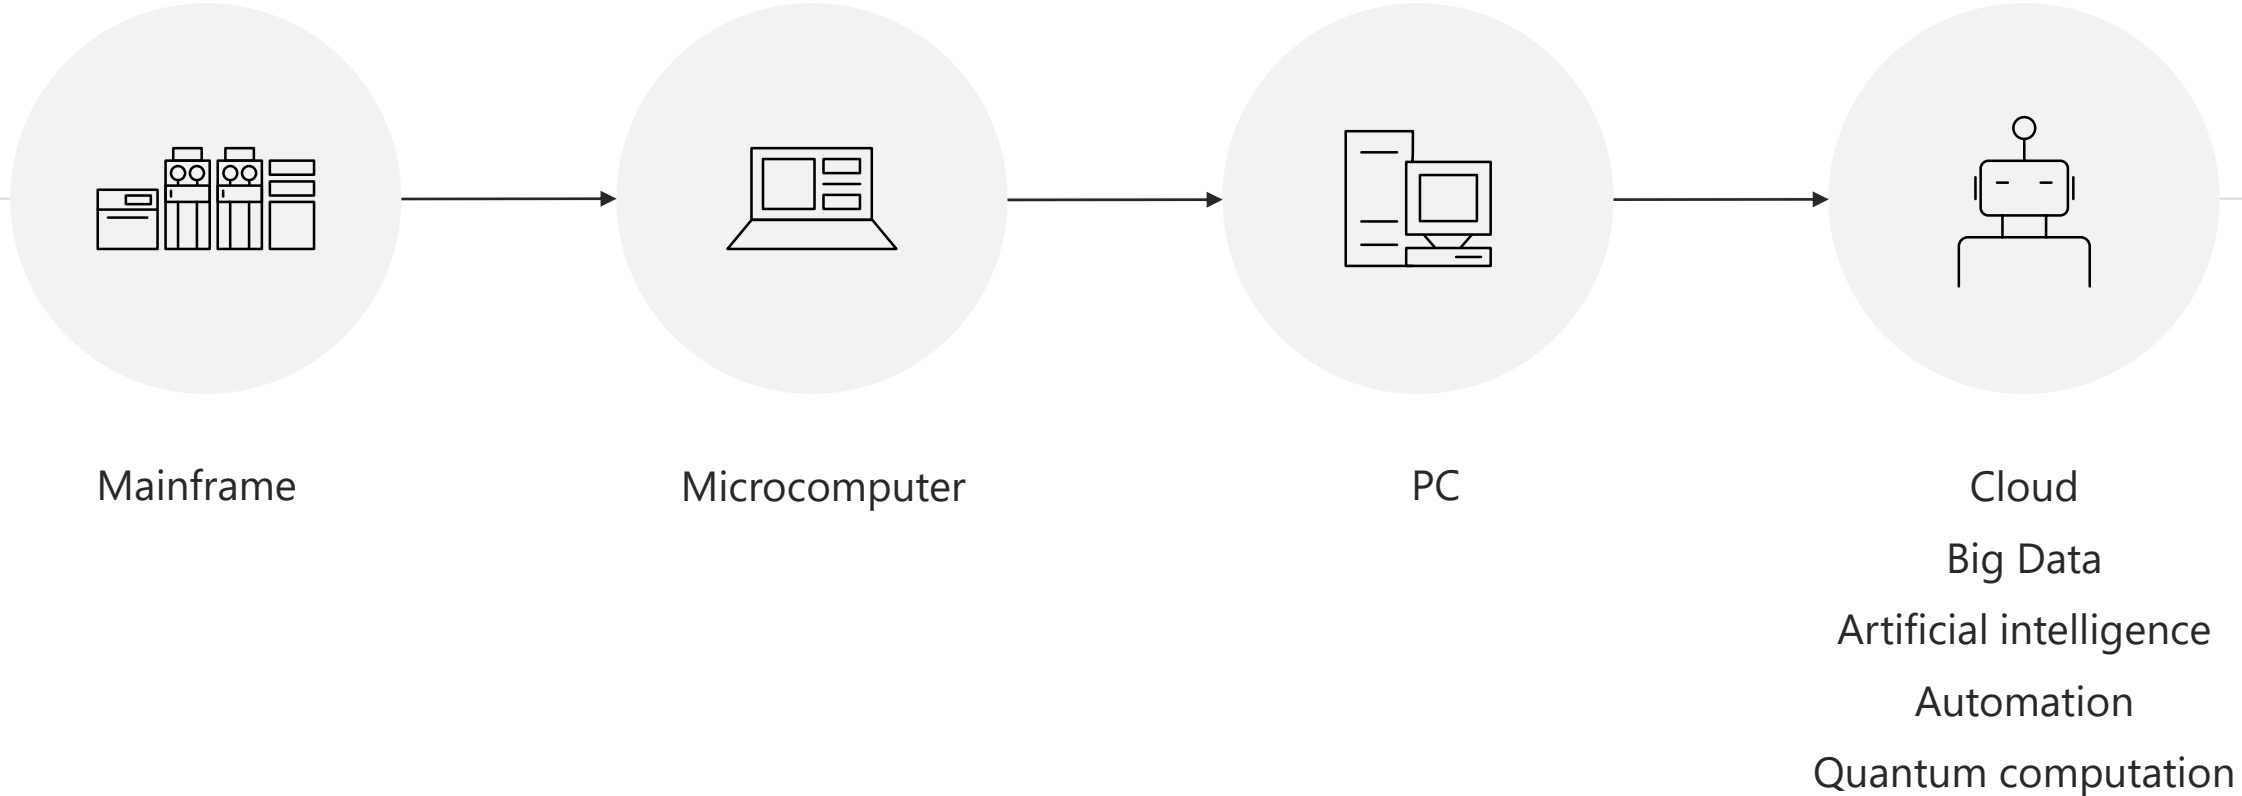 Mainframe
Microcomputer
PC
Cloud
Big Data
Artificial intelligence
Automation
Quantum computation